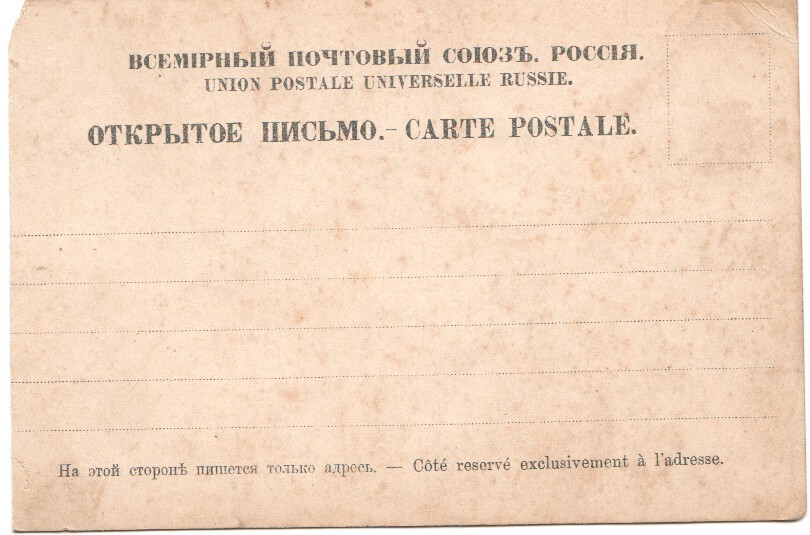 ВСЕМІРНЫЙ ПОЧТОВЫЙ СОЮЗЪ. РОССІЯ.
UNION POSTALE UNIVERSELLE RUSSIE.
ОТКРЫТОЕ ПИСЬМО.- CARTE POSTALE.
На этой сторонѣ пишется только адресъ. — Côté reservé exclusivement à l'adresse.